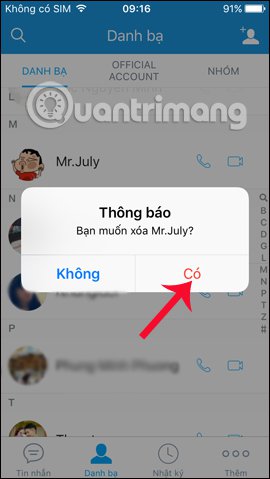 Không có SIM 09:16 91%
Danh bạ
DANH BẠ
OFFICIAL ACCOUNT
NHÓM
Quantrimang
M
Mr.July
Thông báo
Bạn muốn xóa Mr.July?
Không
Có
N
P
T
M
N
O
P
Q
R
S
T
U
V
W
X
Y
Z
#
Tin nhắn
Danh bạ
Nhật ký
Thêm